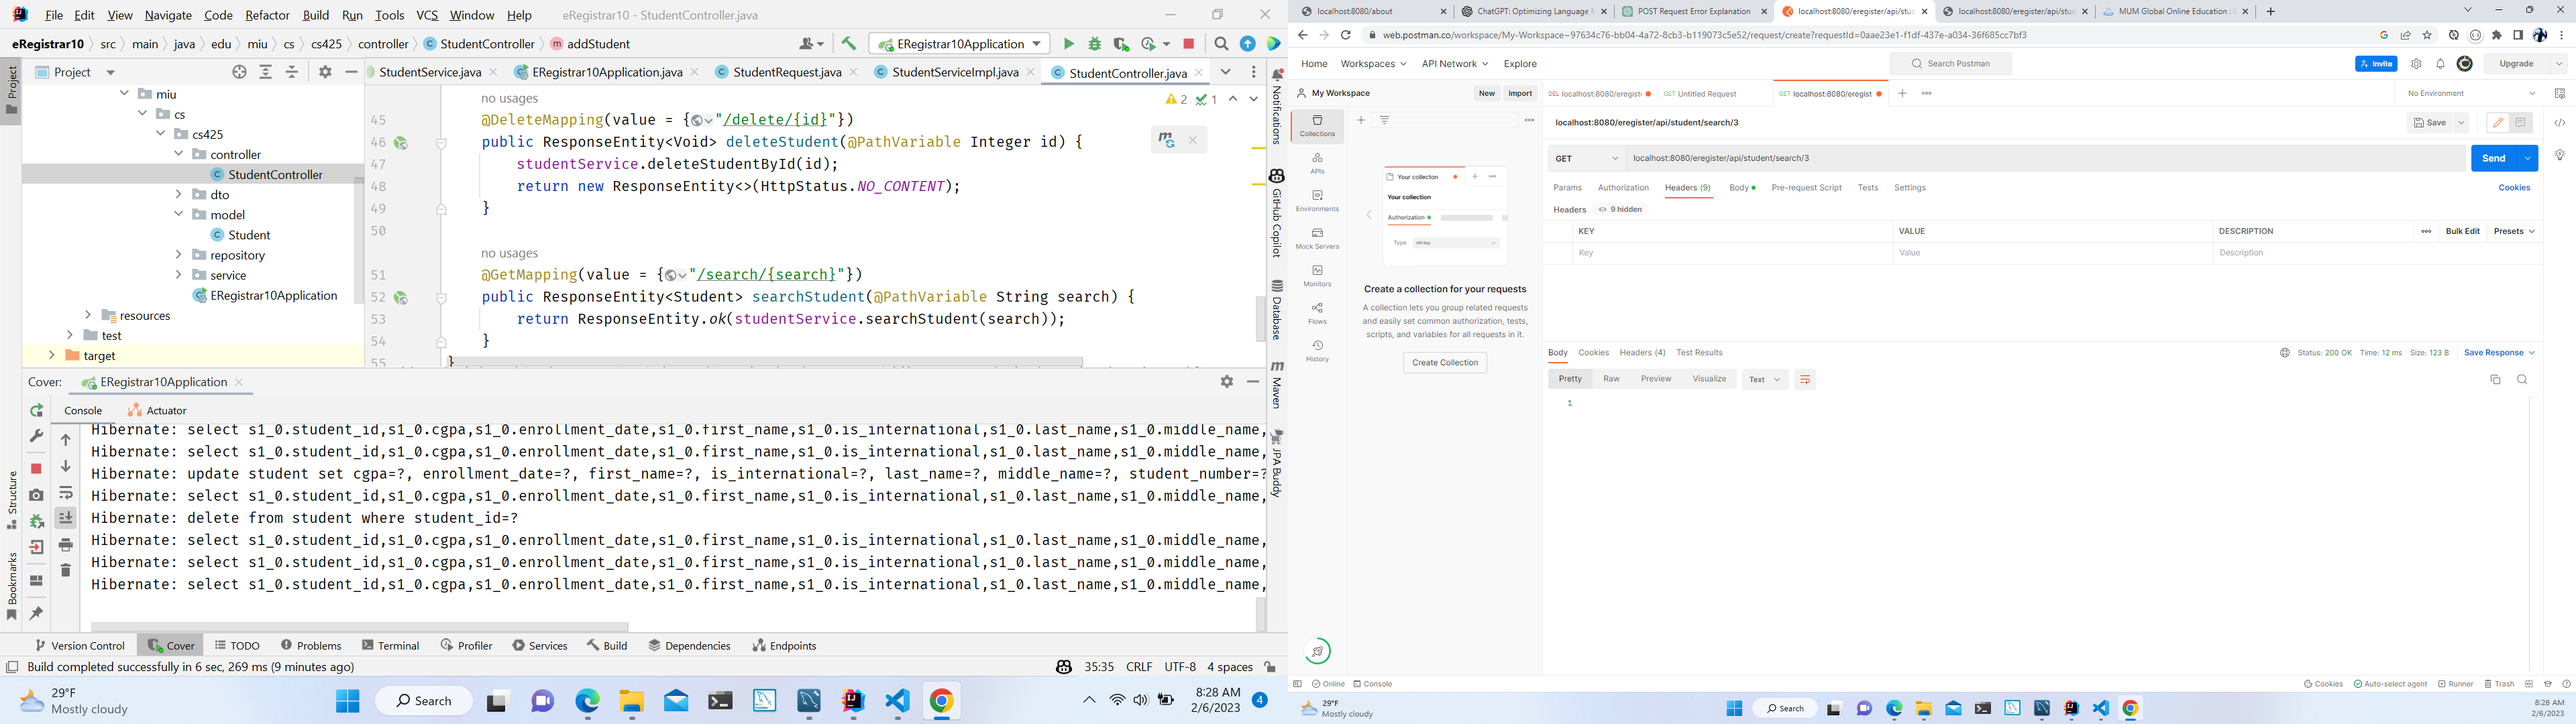 File Edit View Navigate Code Refactor Build Run Tools VCS Window Help eRegistrar10 - StudentController.java
eRegistrar10 src main java edu miu cs cs425 controller StudentController addStudent ERegistrar10Application
Project StudentService.java ERegistrar10Application.java StudentRequest.java StudentServiceImpl.java StudentController.java
Project
miu
cs
cs425
controller
StudentController
dto
model
Student
repository
service
ERegistrar10Application
resources
test
target
no usages
2 1
45 @DeleteMapping(value = {"/delete/{id}"})
46 public ResponseEntity<Void> deleteStudent(@PathVariable Integer id) {
47 studentService.deleteStudentById(id);
48 return new ResponseEntity<>(HttpStatus.NO_CONTENT);
49 }
50
no usages
51 @GetMapping(value = {"/search/{search}"})
52 public ResponseEntity<Student> searchStudent(@PathVariable String search) {
53 return ResponseEntity.ok(studentService.searchStudent(search));
54 }
55 }
Notifications
GitHub Copilot
Database
Maven
JPA Buddy
Cover: ERegistrar10Application
Console Actuator
Hibernate: select s1_0.student_id,s1_0.cgpa,s1_0.enrollment_date,s1_0.first_name,s1_0.is_international,s1_0.last_name,s1_0.middle_name,
Hibernate: select s1_0.student_id,s1_0.cgpa,s1_0.enrollment_date,s1_0.first_name,s1_0.is_international,s1_0.last_name,s1_0.middle_name,
Hibernate: update student set cgpa=?, enrollment_date=?, first_name=?, is_international=?, last_name=?, middle_name=?, student_number=?
Hibernate: select s1_0.student_id,s1_0.cgpa,s1_0.enrollment_date,s1_0.first_name,s1_0.is_international,s1_0.last_name,s1_0.middle_name,
Hibernate: delete from student where student_id=?
Hibernate: select s1_0.student_id,s1_0.cgpa,s1_0.enrollment_date,s1_0.first_name,s1_0.is_international,s1_0.last_name,s1_0.middle_name,
Hibernate: select s1_0.student_id,s1_0.cgpa,s1_0.enrollment_date,s1_0.first_name,s1_0.is_international,s1_0.last_name,s1_0.middle_name,
Hibernate: select s1_0.student_id,s1_0.cgpa,s1_0.enrollment_date,s1_0.first_name,s1_0.is_international,s1_0.last_name,s1_0.middle_name,
Structure
Bookmarks
Version Control Cover TODO Problems Terminal Profiler Services Build Dependencies Endpoints
Build completed successfully in 6 sec, 269 ms (9 minutes ago) 35:35 CRLF UTF-8 4 spaces
29°F
Mostly cloudy
Search
8:28 AM
2/6/2023
4
localhost:8080/about ChatGPT: Optimizing Language POST Request Error Explanation localhost:8080/eregister/api/stud localhost:8080/eregister/api/stud MUM Global Online Education :
web.postman.co/workspace/My-Workspace~97634c76-bb04-4a72-8cb3-b119073c5e52/request/create?requestId=0aae23e1-f1df-437e-a034-36f685cc7bf3
Home Workspaces API Network Explore Search Postman Invite Upgrade
My Workspace New Import DEL localhost:8080/eregist GET Untitled Request GET localhost:8080/eregist No Environment
Collections
APIs
Environments
Mock Servers
Monitors
Flows
History
Your collection
Your collection
Authorization
Type API Key
Create a collection for your requests
A collection lets you group related requests
and easily set common authorization, tests,
scripts, and variables for all requests in it.
Create Collection
localhost:8080/eregister/api/student/search/3 Save
GET localhost:8080/eregister/api/student/search/3 Send
Params Authorization Headers (9) Body Pre-request Script Tests Settings Cookies
Headers 9 hidden
KEY VALUE DESCRIPTION Bulk Edit Presets
Key Value Description
Body Cookies Headers (4) Test Results Status: 200 OK Time: 12 ms Size: 123 B Save Response
Pretty Raw Preview Visualize Text
1
Online Console Cookies Auto-select agent Runner Trash
29°F
Mostly cloudy
Search
8:28 AM
2/6/2023